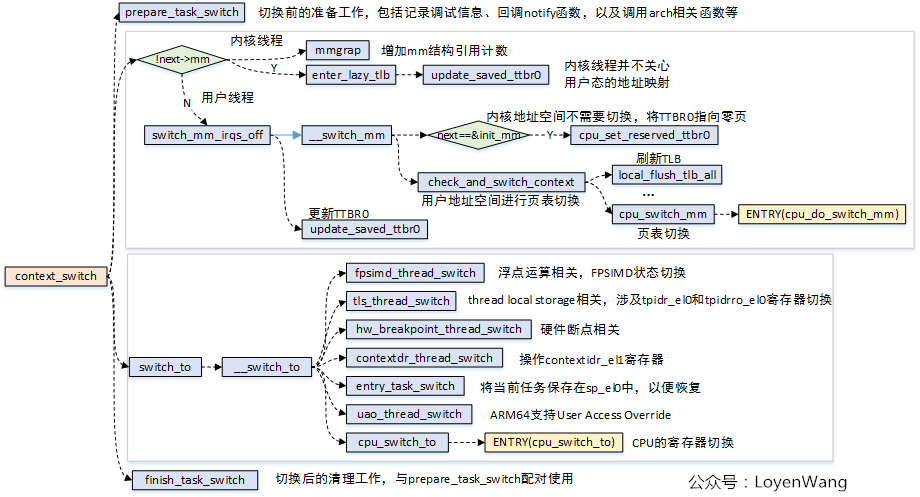 prepare_task_switch
切换前的准备工作，包括记录调试信息、回调notify函数，以及调用arch相关函数等
!next->mm
内核线程
mmgrap
增加mm结构引用计数
Y
enter_lazy_tlb
update_saved_ttbr0
内核线程并不关心
用户态的地址映射
N
用户线程
内核地址空间不需要切换，将TTBR0指向零页
switch_mm_irqs_off
__switch_mm
next==&init_mm
Y
cpu_set_reserved_ttbr0
刷新TLB
check_and_switch_context
local_flush_tlb_all
用户地址空间进行页表切换
...
更新TTBR0
cpu_switch_mm
ENTRY(cpu_do_switch_mm)
update_saved_ttbr0
页表切换
context_switch
fpsimd_thread_switch
浮点运算相关，FPSIMD状态切换
tls_thread_switch
thread local storage相关，涉及tpidr_el0和tpidrro_el0寄存器切换
hw_breakpoint_thread_switch
硬件断点相关
switch_to
__switch_to
contextdr_thread_switch
操作contextidr_el1寄存器
entry_task_switch
将当前任务保存在sp_el0中，以便恢复
uao_thread_switch
ARM64支持User Access Override
cpu_switch_to
ENTRY(cpu_switch_to)
CPU的寄存器切换
finish_task_switch
切换后的清理工作，与prepare_task_switch配对使用
公众号：LoyenWang